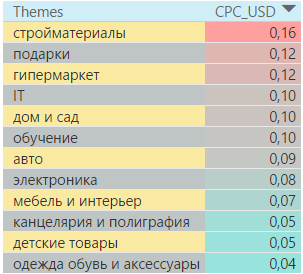 Themes CPC_USD
стройматериалы 0,16
подарки 0,12
гипермаркет 0,12
IT 0,10
дом и сад 0,10
обучение 0,10
авто 0,09
электроника 0,08
мебель и интерьер 0,07
канцелярия и полиграфия 0,05
детские товары 0,05
одежда обувь и аксессуары 0,04